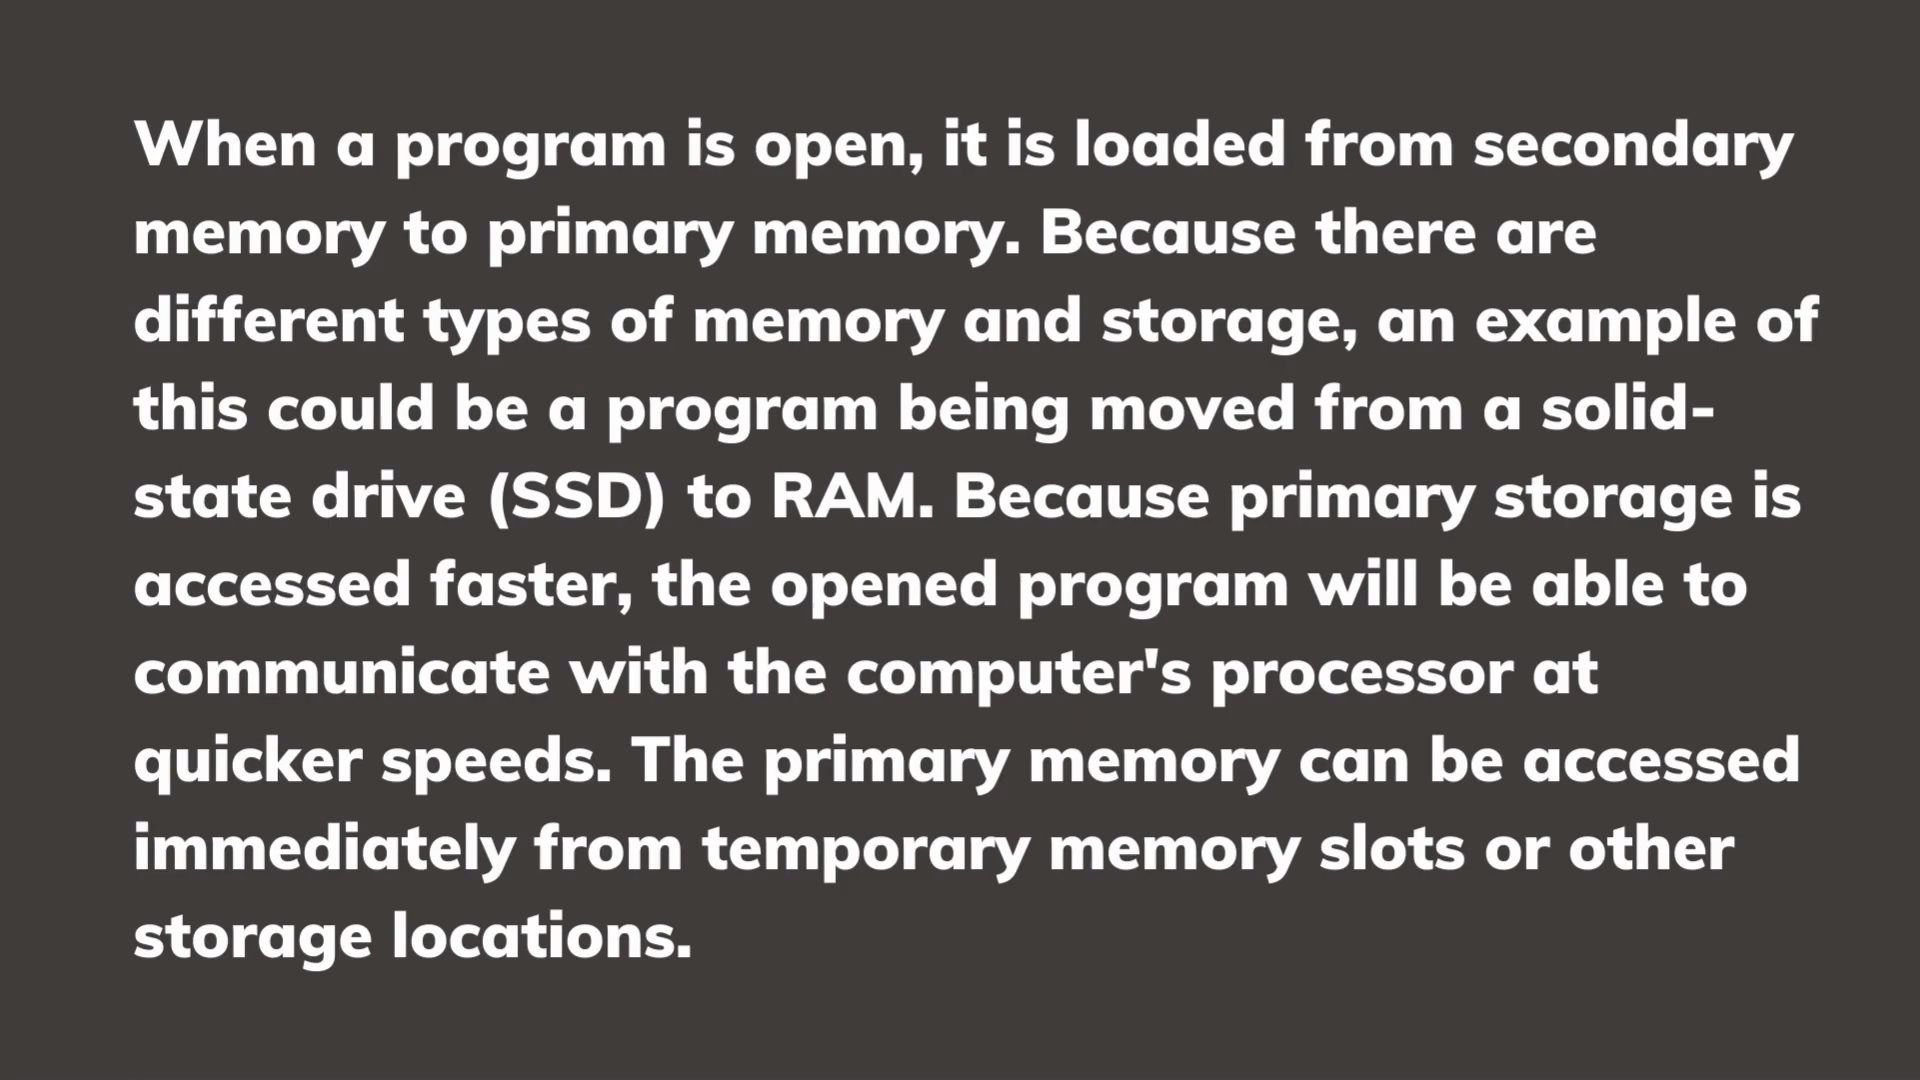 When a program is open, it is loaded from secondary
memory to primary memory. Because there are
different types of memory and storage, an example of
this could be a program being moved from a solid-
state drive (SSD) to RAM. Because primary storage is
accessed faster, the opened program will be able to
communicate with the computer's processor at
quicker speeds. The primary memory can be accessed
immediately from temporary memory slots or other
storage locations.